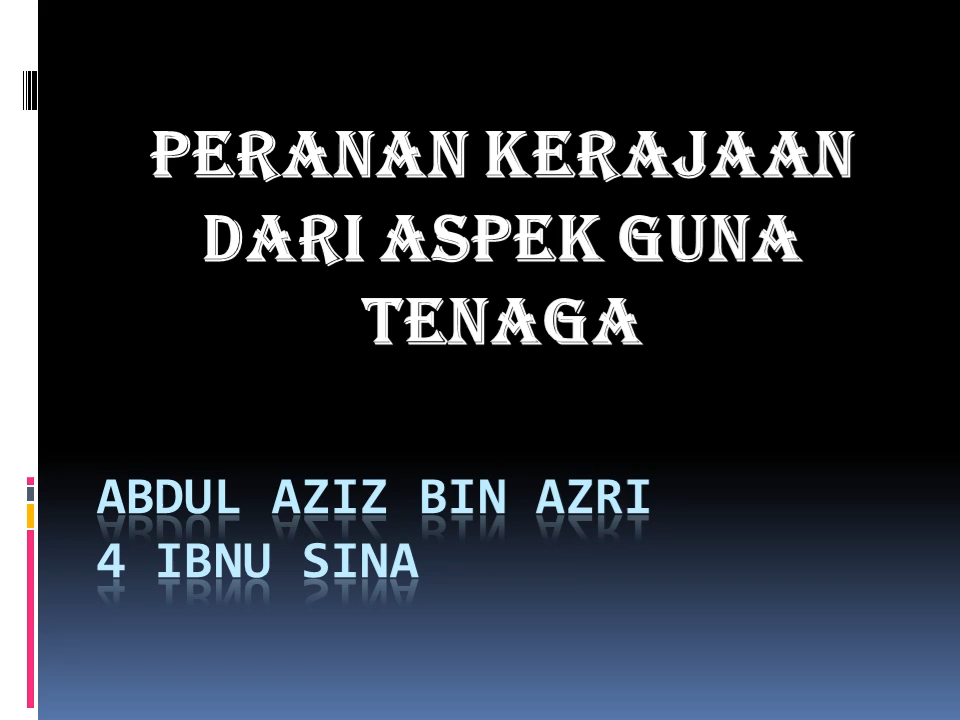 PERANAN KERAJAAN
DARI ASPEK GUNA
TENAGA
ABDUL AZIZ BIN AZRI
4 IBNU SINA